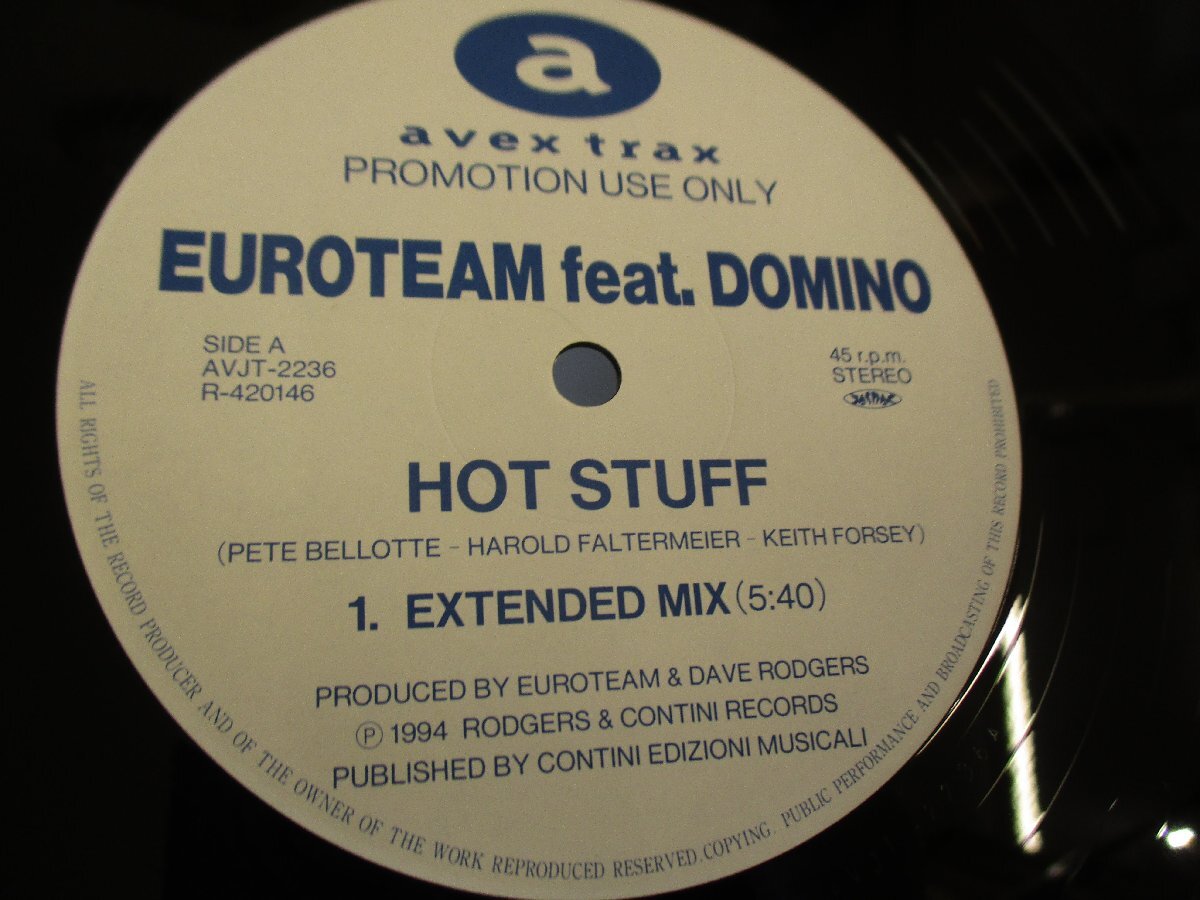 a
avex trax
PROMOTION USE ONLY
EUROTEAM feat. DOMINO
SIDE A
AVJT-2236
R-420146
45 r.p.m.
STEREO
JASRAC
HOT STUFF
(PETE BELLOTTE - HAROLD FALTERMEIER - KEITH FORSEY)
1. EXTENDED MIX (5:40)
PRODUCED BY EUROTEAM & DAVE RODGERS
Ⓟ 1994 RODGERS & CONTINI RECORDS
PUBLISHED BY CONTINI EDIZIONI MUSICALI
ALL RIGHTS OF THE RECORD PRODUCER AND OF THE OWNER OF THE WORK REPRODUCED RESERVED. COPYING. PUBLIC PERFORMANCE AND BROADCASTING OF THIS RECORD PROHIBITED